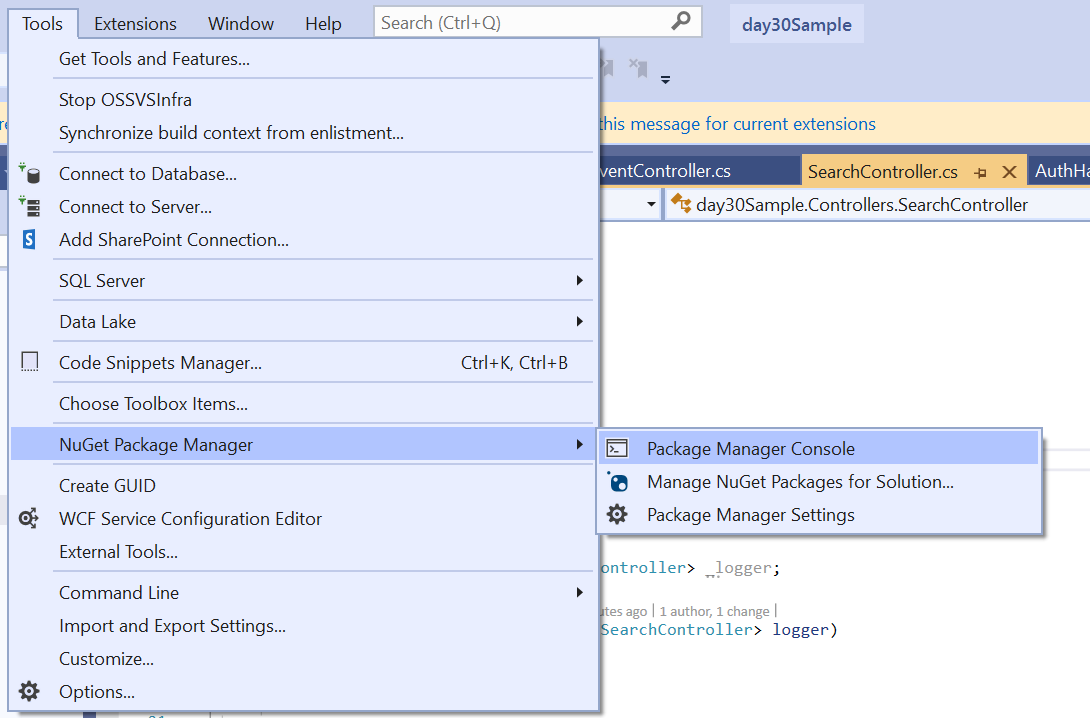 Tools Extensions Window Help Search (Ctrl+Q) day30Sample
Get Tools and Features...
Stop OSSVSInfra
Synchronize build context from enlistment...
this message for current extensions
Connect to Database...
ventController.cs SearchController.cs AuthHa
Connect to Server...
day30Sample.Controllers.SearchController
Add SharePoint Connection...
SQL Server
Data Lake
Code Snippets Manager... Ctrl+K, Ctrl+B
Choose Toolbox Items...
NuGet Package Manager
Package Manager Console
Manage NuGet Packages for Solution...
Package Manager Settings
Create GUID
WCF Service Configuration Editor
External Tools...
ontroller> _logger;
Command Line
utes ago | 1 author, 1 change |
Import and Export Settings...
SearchController> logger)
Customize...
Options...